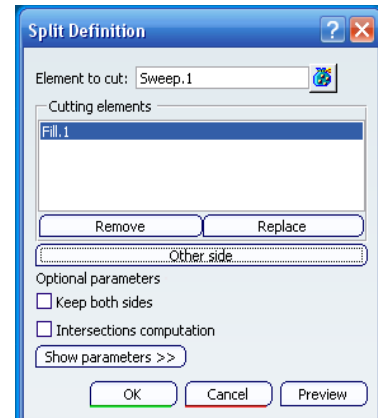 Split Definition
Element to cut: Sweep.1
Cutting elements
Fill.1
Remove Replace
Other side
Optional parameters
Keep both sides
Intersections computation
Show parameters >>
OK Cancel Preview